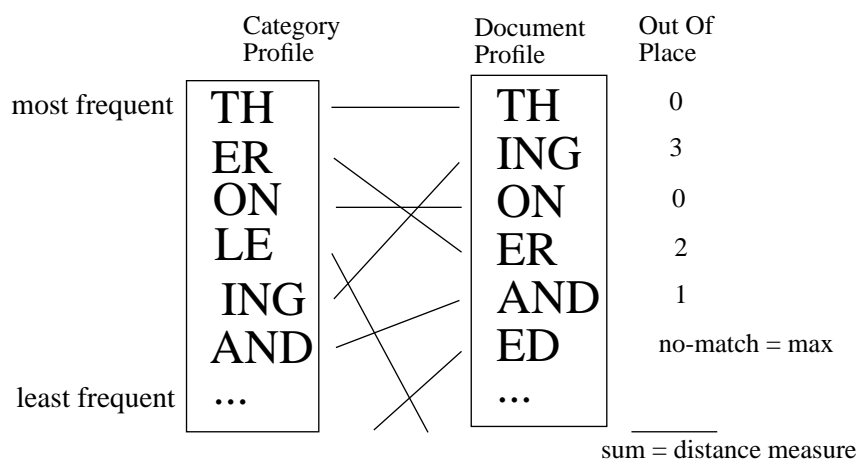 Category Profile
Document Profile
Out Of Place
most frequent
TH
ER
ON
LE
ING
AND
...
least frequent
TH
ING
ON
ER
AND
ED
...
0
3
0
2
1
no-match = max
sum = distance measure